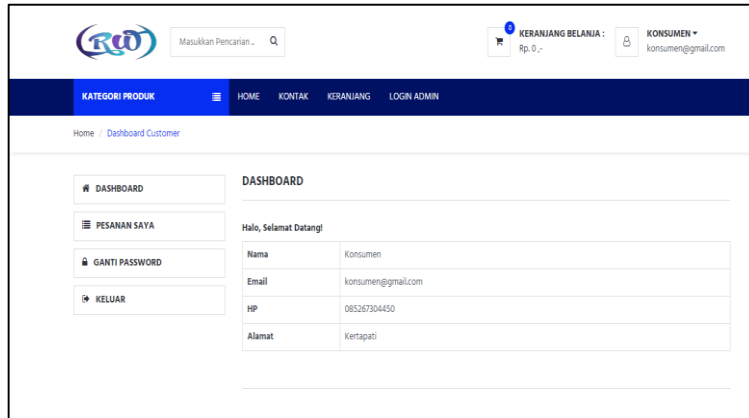 RW
Masukkan Pencarian ..
0
KERANJANG BELANJA :
Rp. 0 ,-
KONSUMEN
konsumen@gmail.com
KATEGORI PRODUK
HOME KONTAK KERANJANG LOGIN ADMIN
Home / Dashboard Customer
DASHBOARD
PESANAN SAYA
GANTI PASSWORD
KELUAR
DASHBOARD
Halo, Selamat Datang!
Nama Konsumen
Email konsumen@gmail.com
HP 085267304450
Alamat Kertapati